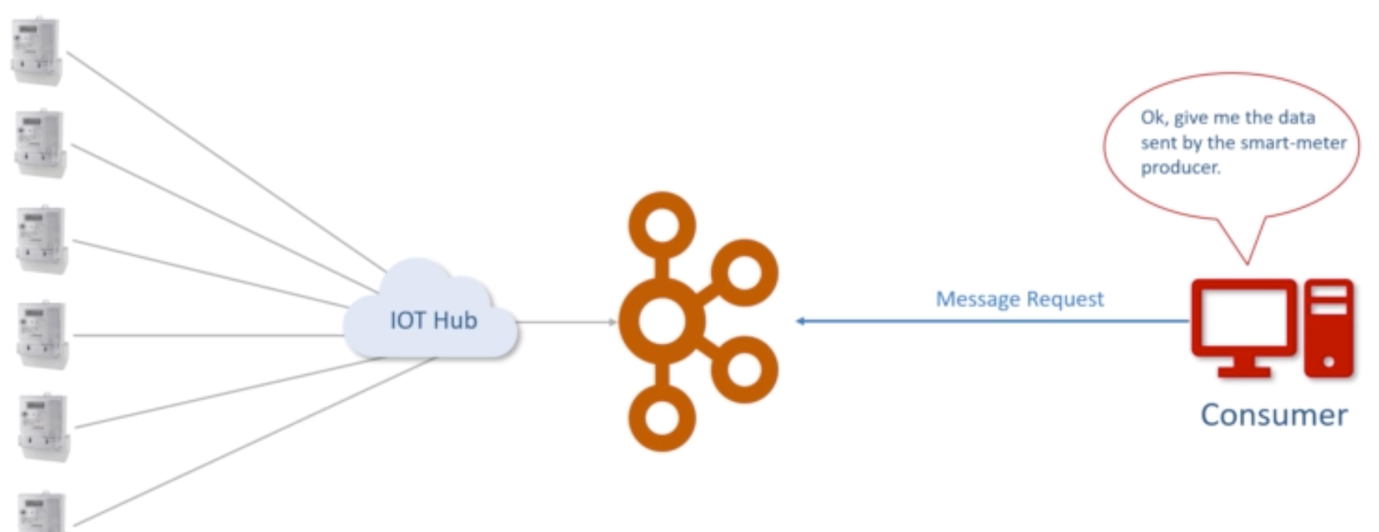 Ok, give me the data
sent by the smart-meter
producer.
IOT Hub
Message Request
Consumer